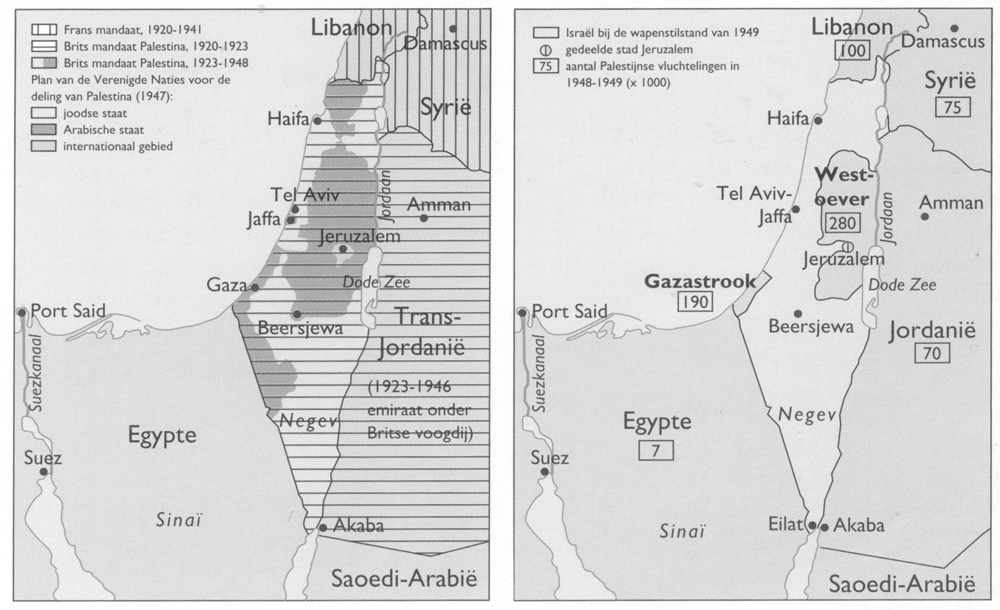 Frans mandaat, 1920-1941
Brits mandaat Palestina, 1920-1923
Brits mandaat Palestina, 1923-1948
Plan van de Verenigde Naties voor de
deling van Palestina (1947):
joodse staat
Arabische staat
internationaal gebied
Libanon
Damascus
Syrië
Haifa
Tel Aviv
Jaffa
Jordaan
Amman
Jeruzalem
Gaza
Dode Zee
Port Said
Beersjewa
Trans-
Jordanië
(1923-1946
emiraat onder
Britse voogdij)
Suezkanaal
Negev
Egypte
Suez
Sinaï
Akaba
Saoedi-Arabië
Israël bij de wapenstilstand van 1949
gedeelde stad Jeruzalem
75 aantal Palestijnse vluchtelingen in
1948-1949 (x 1000)
Libanon
100
Damascus
Syrië
75
Haifa
West-
oever
280
Tel Aviv-
Jaffa
Jordaan
Amman
Jeruzalem
Gazastrook
190
Dode Zee
Port Said
Beersjewa
Jordanië
70
Suezkanaal
Negev
Egypte
7
Suez
Sinaï
Eilat
Akaba
Saoedi-Arabië